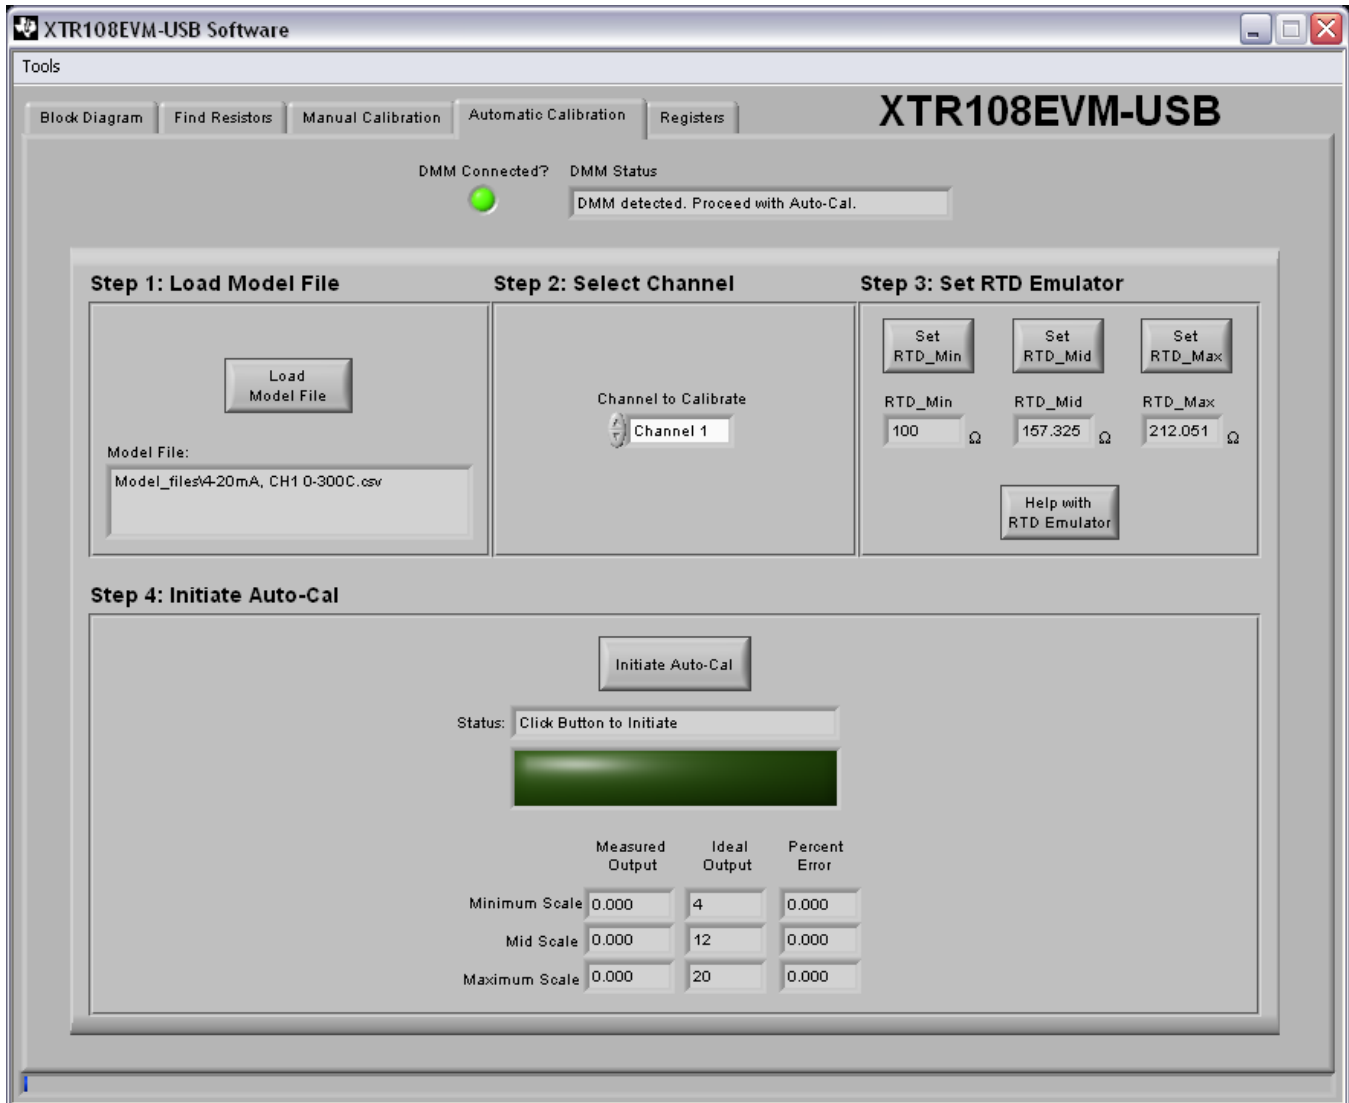 XTR108EVM-USB Software
Tools
Block Diagram Find Resistors Manual Calibration Automatic Calibration Registers
XTR108EVM-USB
DMM Connected? DMM Status
DMM detected. Proceed with Auto-Cal.
Step 1: Load Model File
Load
Model File
Model File:
Model_files\4-20mA, CH1 0-300C.csv
Step 2: Select Channel
Channel to Calibrate
Channel 1
Step 3: Set RTD Emulator
Set
RTD_Min
Set
RTD_Mid
Set
RTD_Max
RTD_Min RTD_Mid RTD_Max
100 Ω 157.325 Ω 212.051 Ω
Help with
RTD Emulator
Step 4: Initiate Auto-Cal
Initiate Auto-Cal
Status: Click Button to Initiate
Measured
Output
Ideal
Output
Percent
Error
Minimum Scale 0.000 4 0.000
Mid Scale 0.000 12 0.000
Maximum Scale 0.000 20 0.000